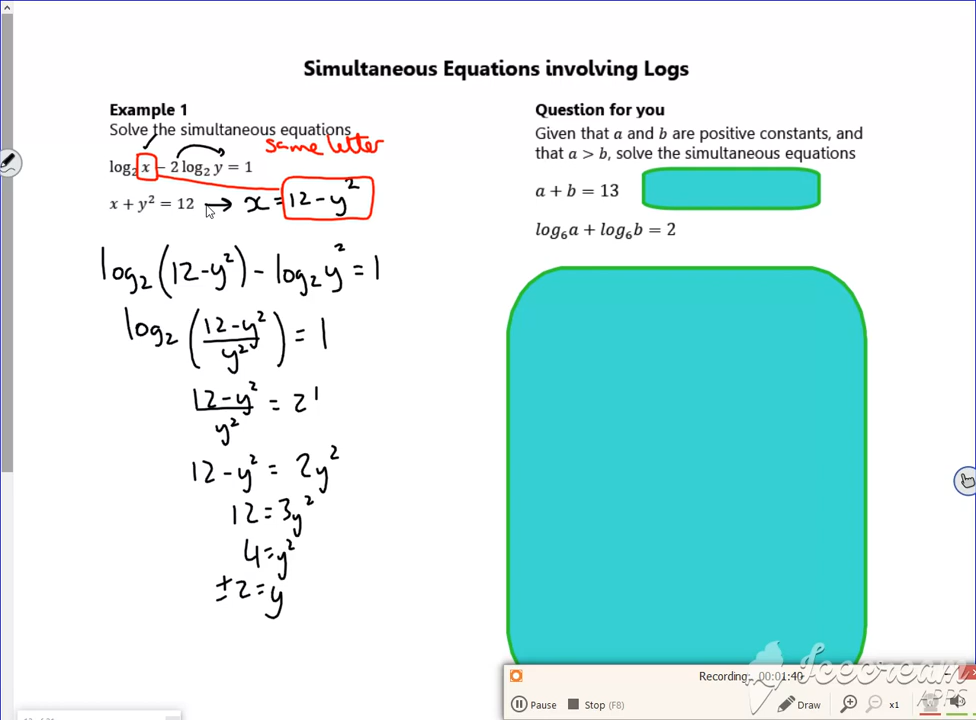 Simultaneous Equations involving Logs
Example 1
Solve the simultaneous equations
same letter
log₂ x − 2 log₂ y = 1
x + y² = 12 → x = 12 - y²
log₂ (12-y²) - log₂ y² = 1
log₂ ((12-y²)/y²) = 1
(12-y²)/y² = 2¹
12-y² = 2y²
12 = 3y²
4 = y²
±2 = y
Question for you
Given that a and b are positive constants, and
that a > b, solve the simultaneous equations
a + b = 13
log₆a + log₆b = 2
Recording: 00:01:40
Pause Stop (F8) Draw x1
Icecream
APPS